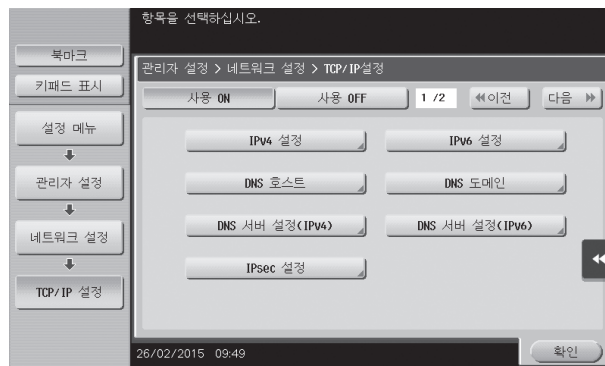 항목을 선택하십시오.
북마크
키패드 표시
설정 메뉴
관리자 설정
네트워크 설정
TCP/IP 설정
관리자 설정 > 네트워크 설정 > TCP/IP설정
사용 ON 사용 OFF 1 /2 이전 다음
IPv4 설정 IPv6 설정
DNS 호스트 DNS 도메인
DNS 서버 설정(IPV4) DNS 서버 설정(IPV6)
IPsec 설정
26/02/2015 09:49 확인